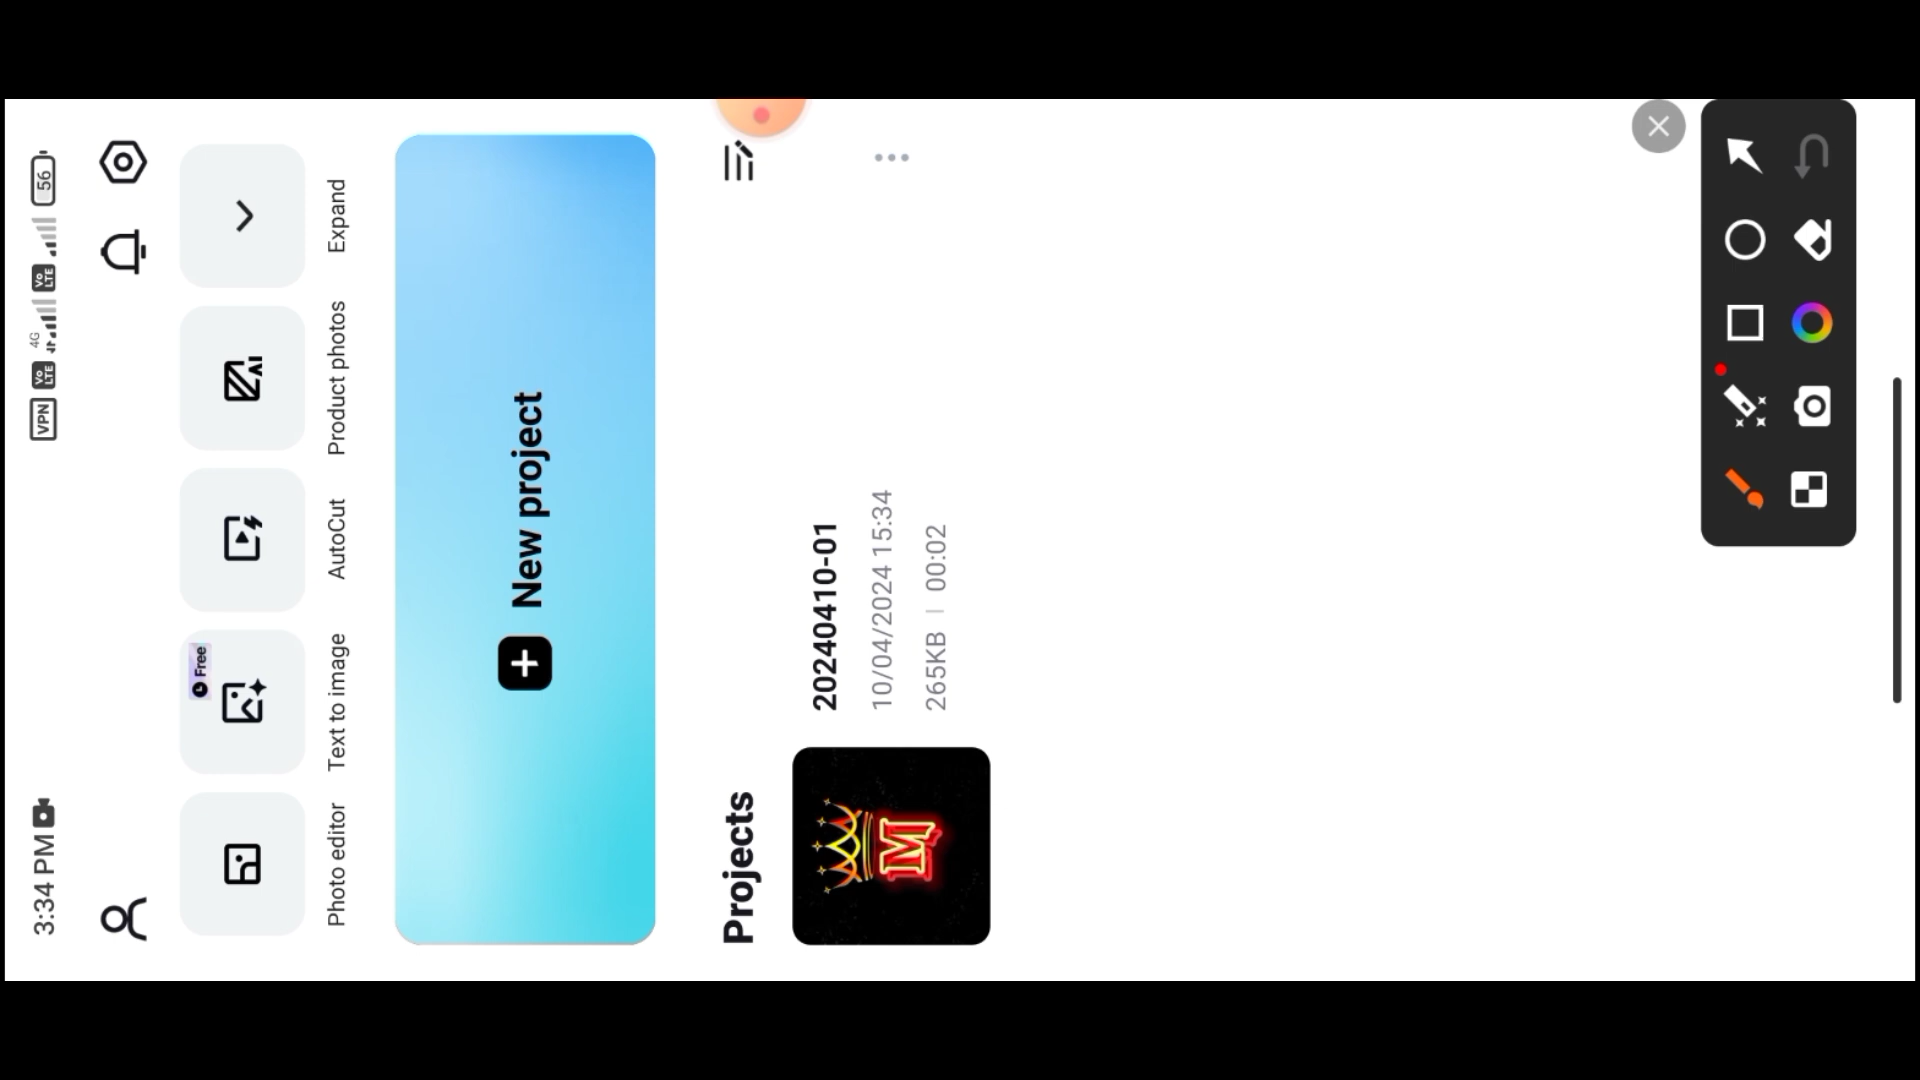 3:34 PM
VPN
Vo LTE
4G
Vo LTE
56
Free
AI
Photo editor
Text to image
AutoCut
Product photos
Expand
New project
Projects
M
20240410-01
10/04/2024 15:34
265KB | 00:02